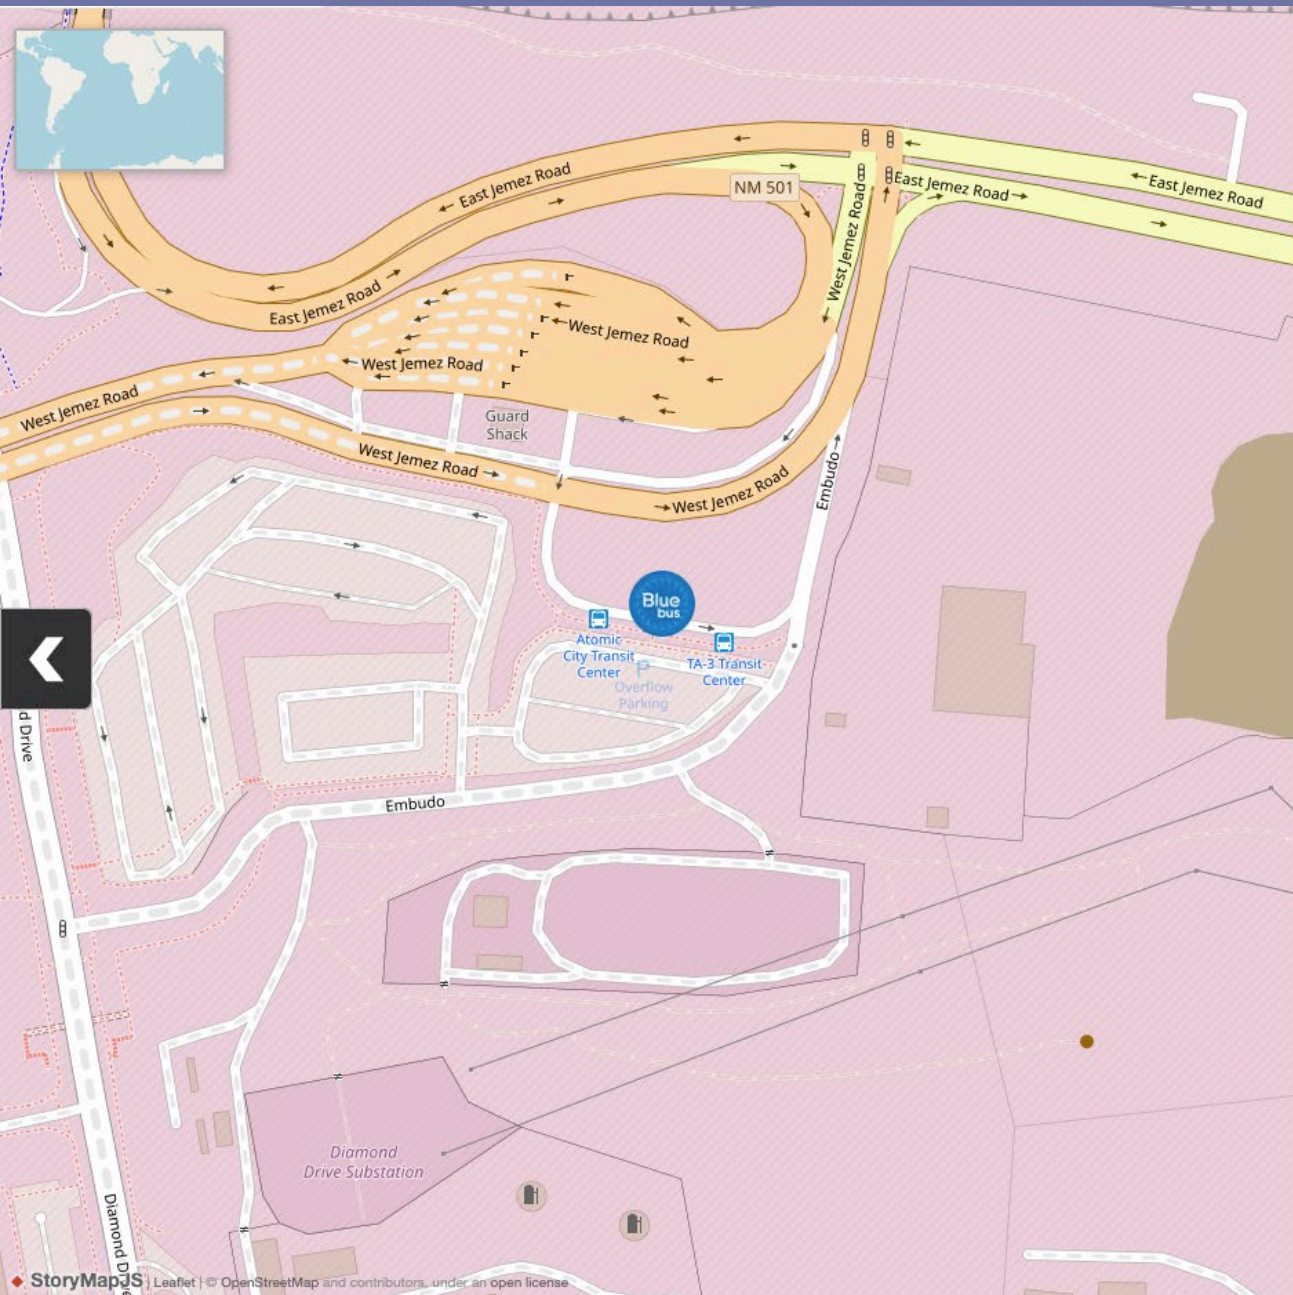 East Jemez Road
NM 501
East Jemez Road
East Jemez Road
West Jemez Road
East Jemez Road
West Jemez Road
West Jemez Road
West Jemez Road
Guard
Shack
West Jemez Road
West Jemez Road
Embudo
Blue
bus
Atomic
City Transit
Center
TA-3 Transit
Center
P
Overflow
Parking
d Drive
Embudo
Diamond
Drive Substation
Diamond D
StoryMapJS | Leaflet | © OpenStreetMap and contributors, under an open license